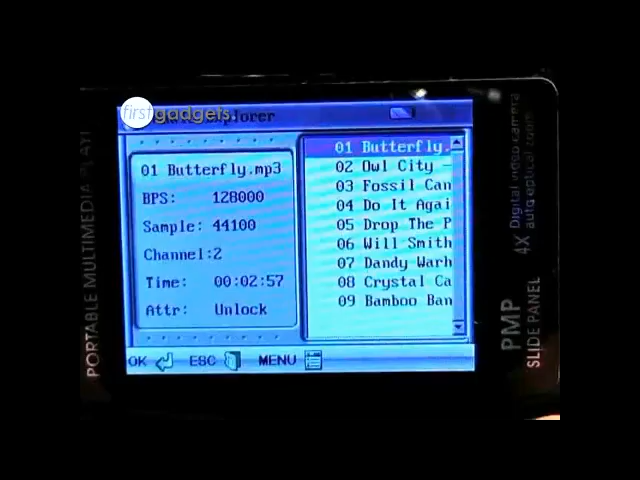 firstgadgets
01 Butterfly.mp3
BPS: 128000
Sample: 44100
Channel:2
Time: 00:02:57
Attr: Unlock
01 Butterfly.
02 Owl City -
03 Fossil Can
04 Do It Agai
05 Drop The P
06 Will Smith
07 Dandy Warh
08 Crystal Ca
09 Bamboo Ban
OK ESC MENU
PORTABLE MULTIMEDIA PLAY
Digital video camera
4X auto optical zoom
PMP SLIDE PANEL